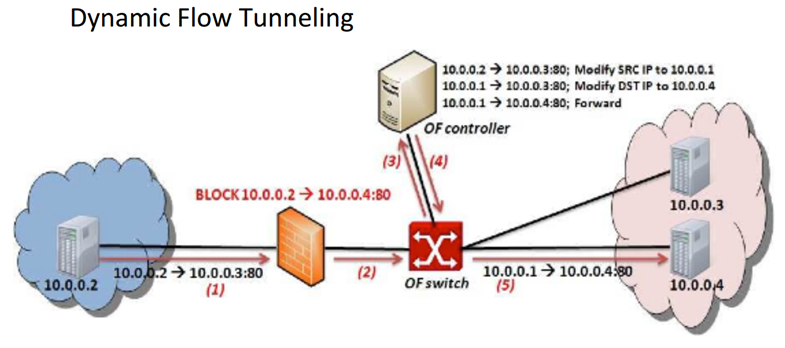 Dynamic Flow Tunneling
10.0.0.2 → 10.0.0.3:80; Modify SRC IP to 10.0.0.1
10.0.0.1 → 10.0.0.3:80; Modify DST IP to 10.0.0.4
10.0.0.1 → 10.0.0.4:80; Forward
OF controller
(3)
(4)
BLOCK 10.0.0.2 → 10.0.0.4:80
10.0.0.3
10.0.0.2 → 10.0.0.3:80
(1)
(2)
10.0.0.1 → 10.0.0.4:80
(5)
10.0.0.2
OF switch
10.0.0.4